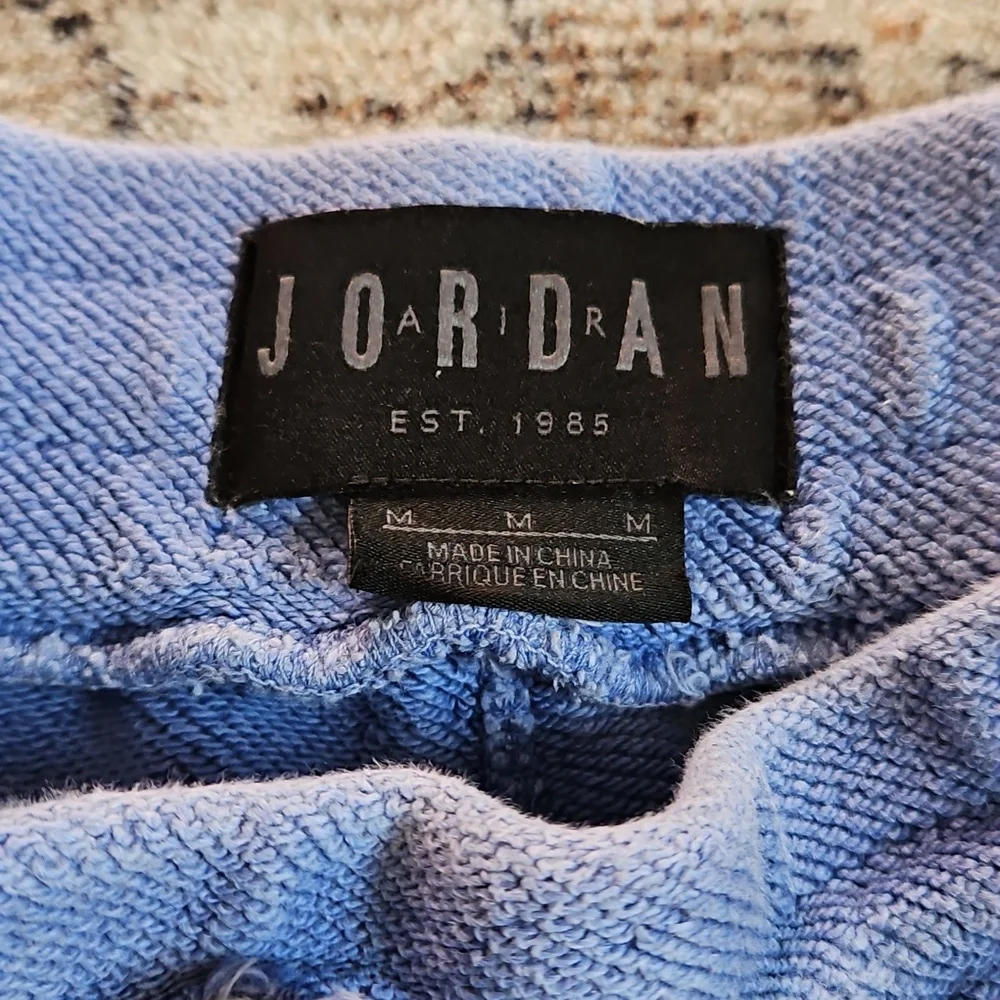 JORDAN
AIR
EST. 1985
M M M
MADE IN CHINA
FABRIQUE EN CHINE